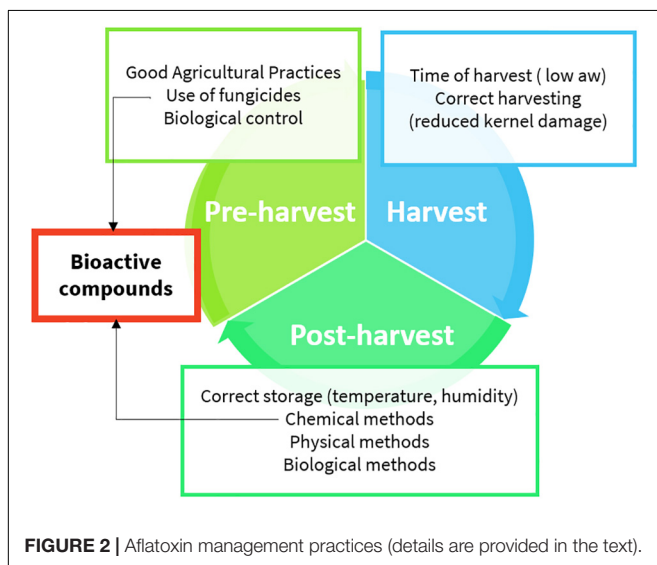 Good Agricultural Practices
Use of fungicides
Biological control
Time of harvest ( low aw)
Correct harvesting
(reduced kernel damage)
Pre-harvest
Harvest
Bioactive
compounds
Post-harvest
Correct storage (temperature, humidity)
Chemical methods
Physical methods
Biological methods
FIGURE 2 | Aflatoxin management practices (details are provided in the text).